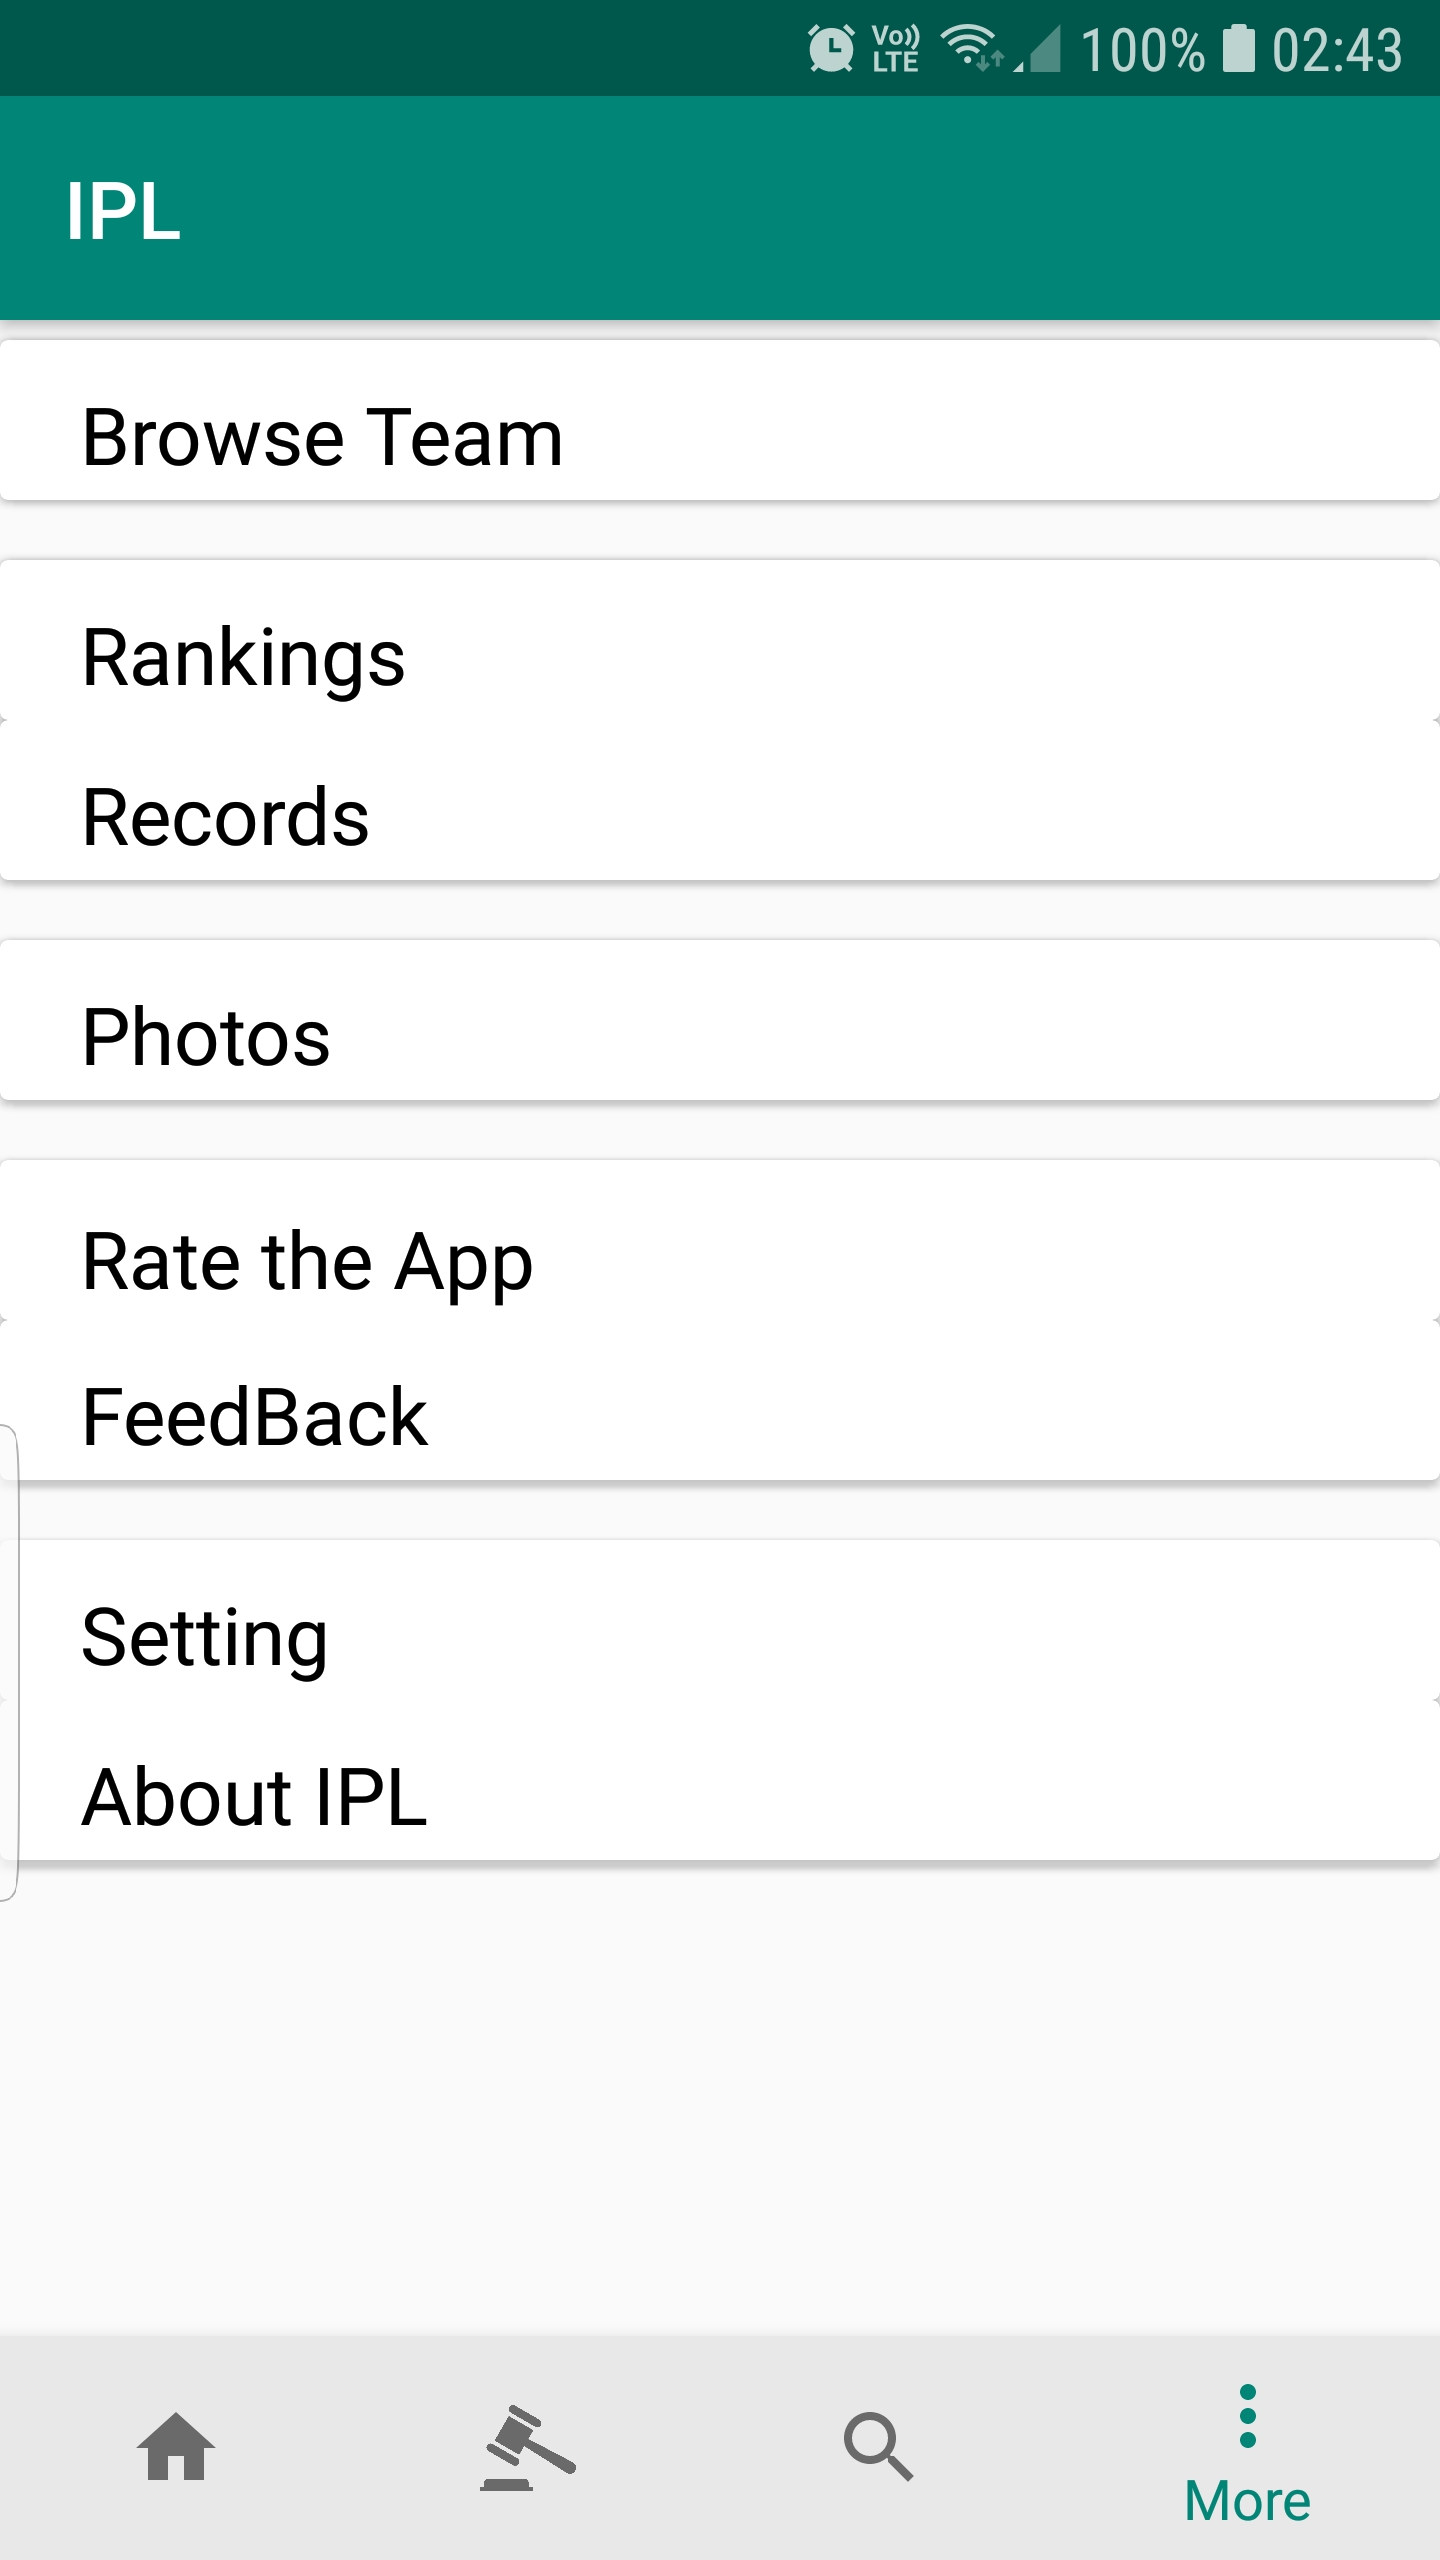 Vo)) LTE 100% 02:43
IPL
Browse Team
Rankings
Records
Photos
Rate the App
FeedBack
Setting
About IPL
More